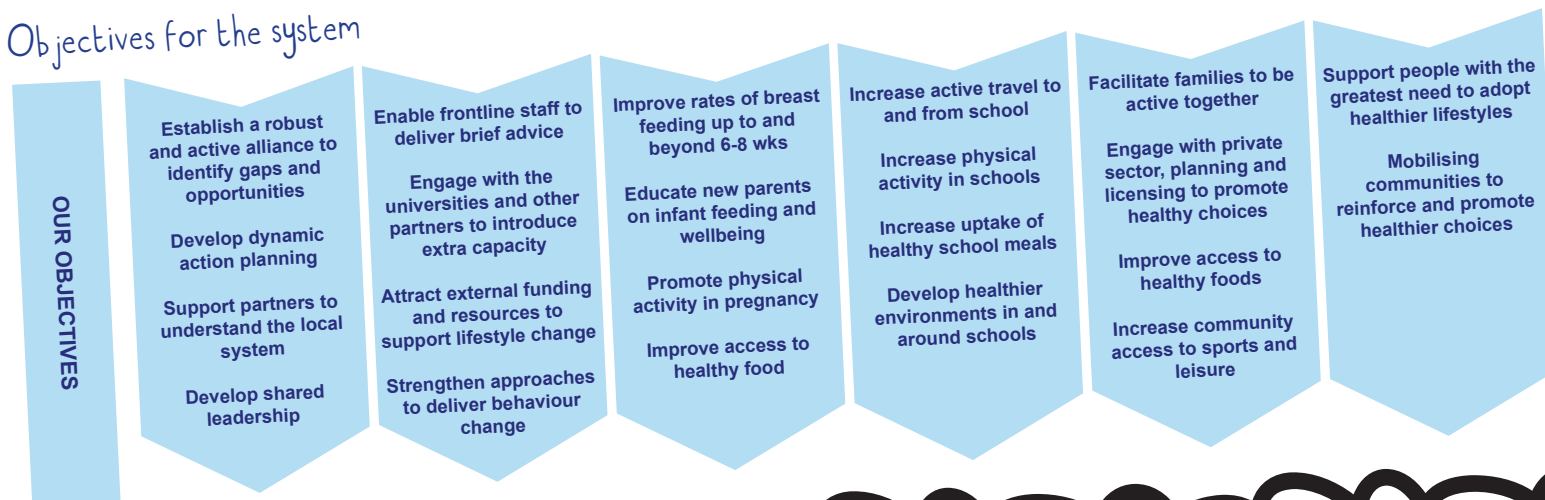 Objectives for the system
OUR OBJECTIVES
Establish a robust
and active alliance to
identify gaps and
opportunities
Develop dynamic
action planning
Support partners to
understand the local
system
Develop shared
leadership
Enable frontline staff to
deliver brief advice
Engage with the
universities and other
partners to introduce
extra capacity
Attract external funding
and resources to
support lifestyle change
Strengthen approaches
to deliver behaviour
change
Improve rates of breast
feeding up to and
beyond 6-8 wks
Educate new parents
on infant feeding and
wellbeing
Promote physical
activity in pregnancy
Improve access to
healthy food
Increase active travel to
and from school
Increase physical
activity in schools
Increase uptake of
healthy school meals
Develop healthier
environments in and
around schools
Facilitate families to be
active together
Engage with private
sector, planning and
licensing to promote
healthy choices
Improve access to
healthy foods
Increase community
access to sports and
leisure
Support people with the
greatest need to adopt
healthier lifestyles
Mobilising
communities to
reinforce and promote
healthier choices